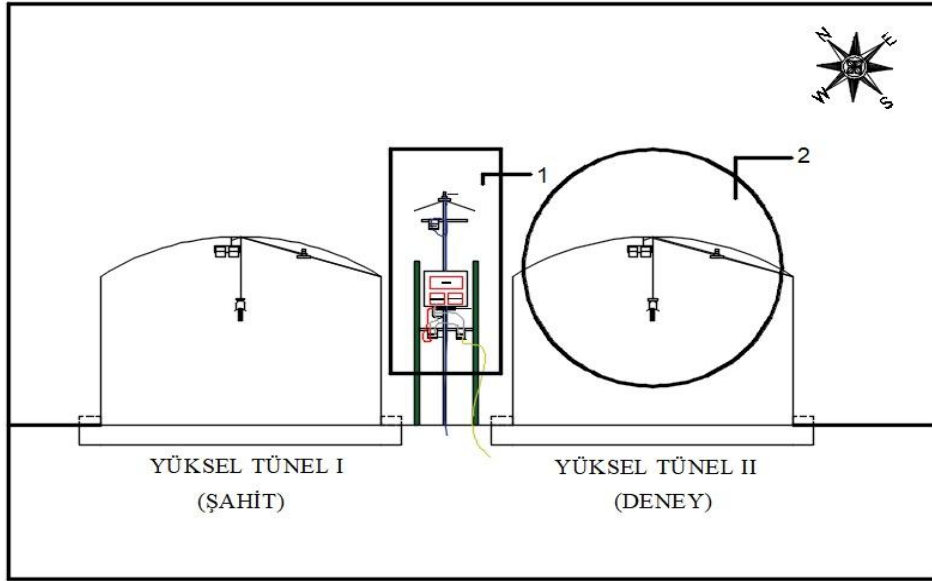 N
E
W
S
1
2
YÜKSEL TÜNEL I
(ŞAHİT)
YÜKSEL TÜNEL II
(DENEY)